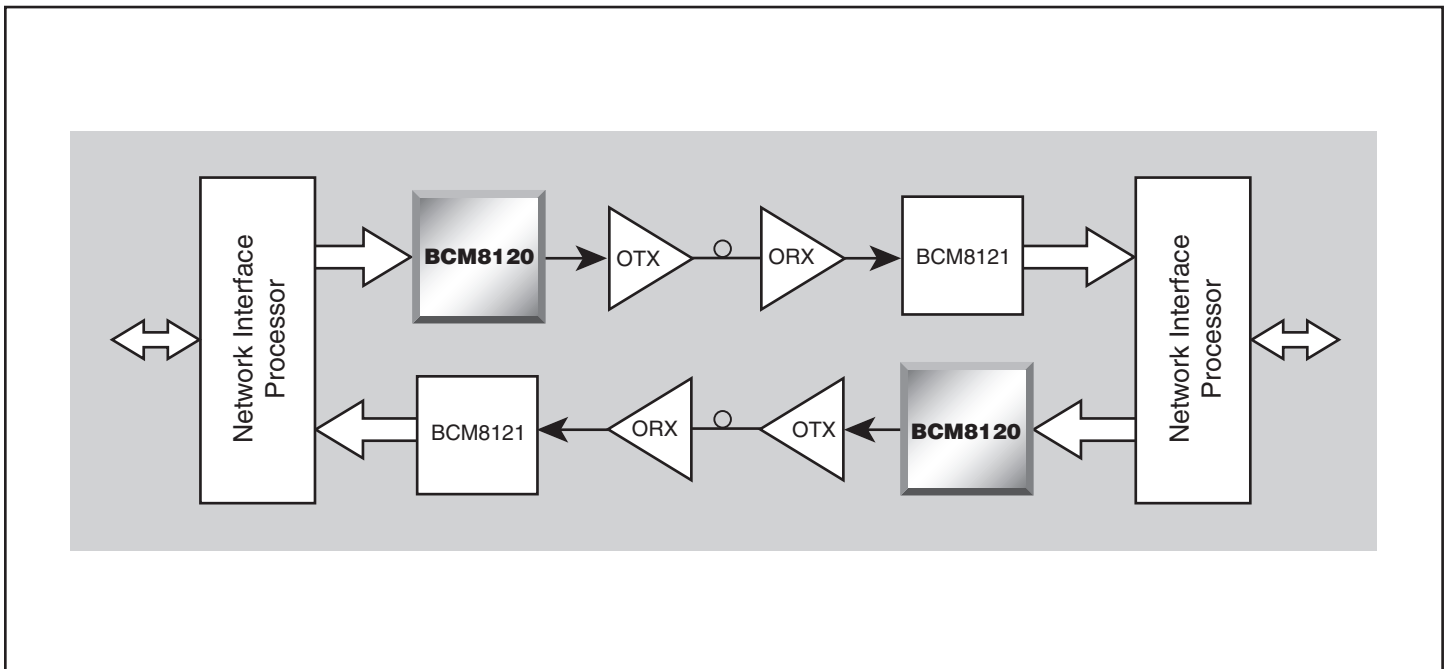 Network Interface
Processor
BCM8120
OTX
ORX
BCM8121
Network Interface
Processor
BCM8121
ORX
OTX
BCM8120